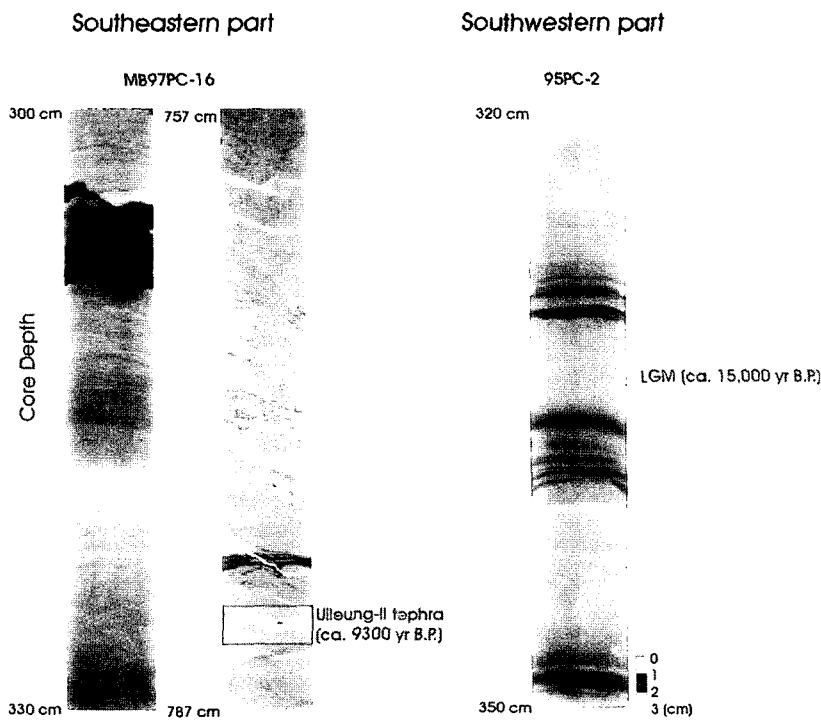 Southeastern part
Southwestern part
MB97PC-16
95PC-2
300 cm
757 cm
320 cm
Core Depth
LGM (ca. 15,000 yr B.P.)
Ulleung-II tephra
(ca. 9300 yr B.P.)
330 cm
787 cm
350 cm
0
1
2
3 (cm)